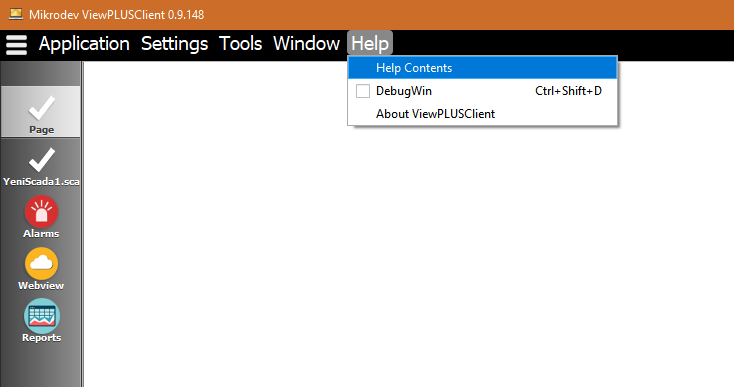 Mikrodev ViewPLUSClient 0.9.148
Application Settings Tools Window Help
Help Contents
DebugWin Ctrl+Shift+D
About ViewPLUSClient
Page
YeniScada1.sca
Alarms
Webview
Reports